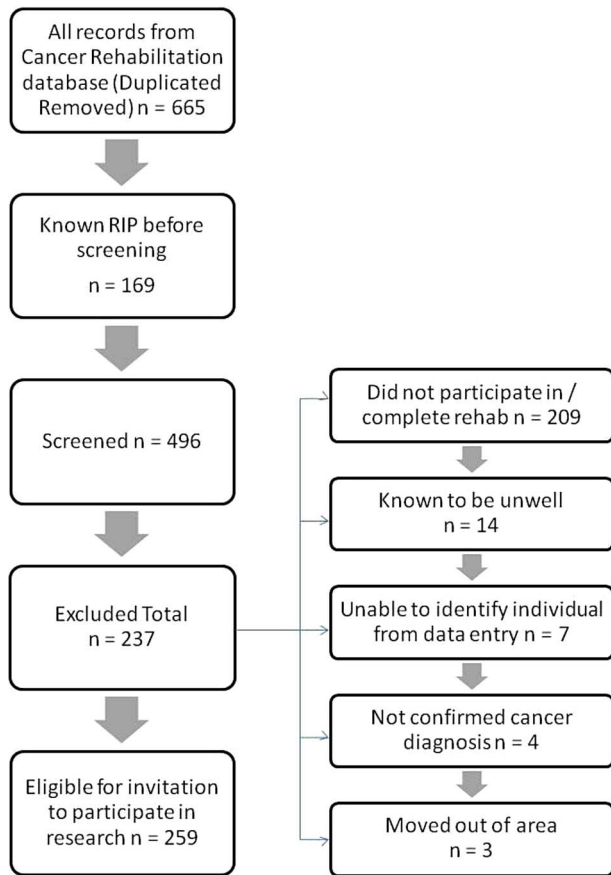 All records from
Cancer Rehabilitation
database (Duplicated
Removed) n = 665
Known RIP before
screening
n = 169
Screened n = 496
Excluded Total
n = 237
Eligible for invitation
to participate in
research n = 259
Did not participate in /
complete rehab n = 209
Known to be unwell
n = 14
Unable to identify individual
from data entry n = 7
Not confirmed cancer
diagnosis n = 4
Moved out of area
n = 3